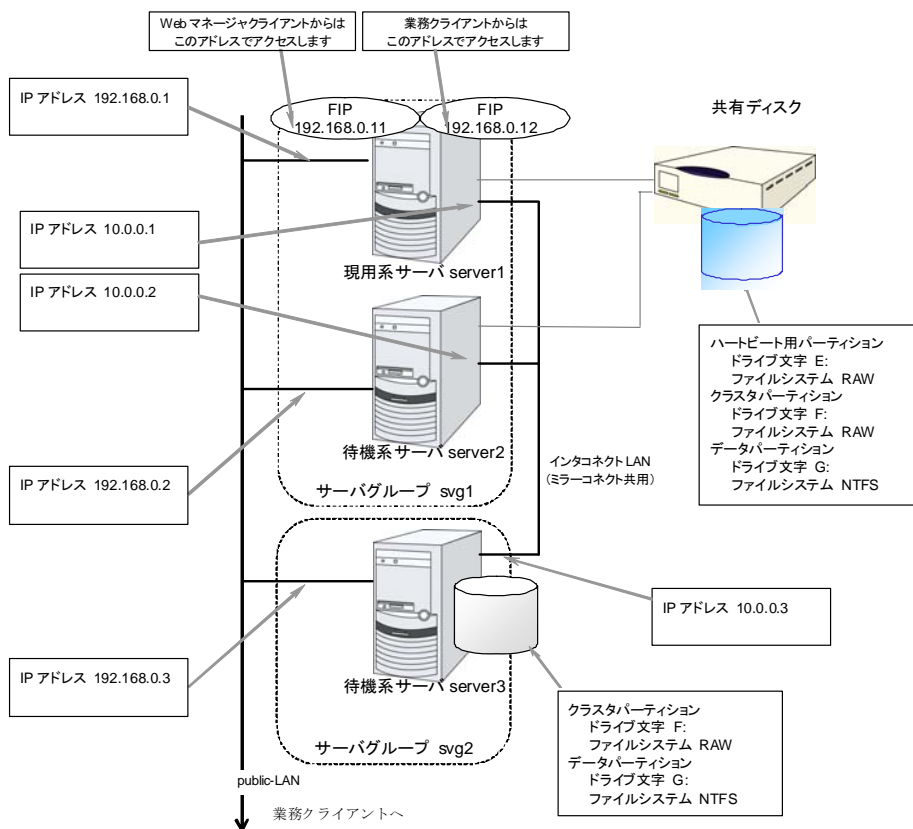 Web マネージャクライアントからは
このアドレスでアクセスします
業務クライアントからは
このアドレスでアクセスします
IP アドレス 192.168.0.1
FIP
192.168.0.11
FIP
192.168.0.12
共有ディスク
IP アドレス 10.0.0.1
現用系サーバ server1
IP アドレス 10.0.0.2
ハートビート用パーティション
ドライブ文字 E:
ファイルシステム RAW
クラスタパーティション
ドライブ文字 F:
ファイルシステム RAW
データパーティション
ドライブ文字 G:
ファイルシステム NTFS
待機系サーバ server2
インタコネクト LAN
(ミラーコネクト共用)
IP アドレス 192.168.0.2
サーバグループ svg1
IP アドレス 10.0.0.3
IP アドレス 192.168.0.3
待機系サーバ server3
サーバグループ svg2
クラスタパーティション
ドライブ文字 F:
ファイルシステム RAW
データパーティション
ドライブ文字 G:
ファイルシステム NTFS
public-LAN
業務クライアントへ